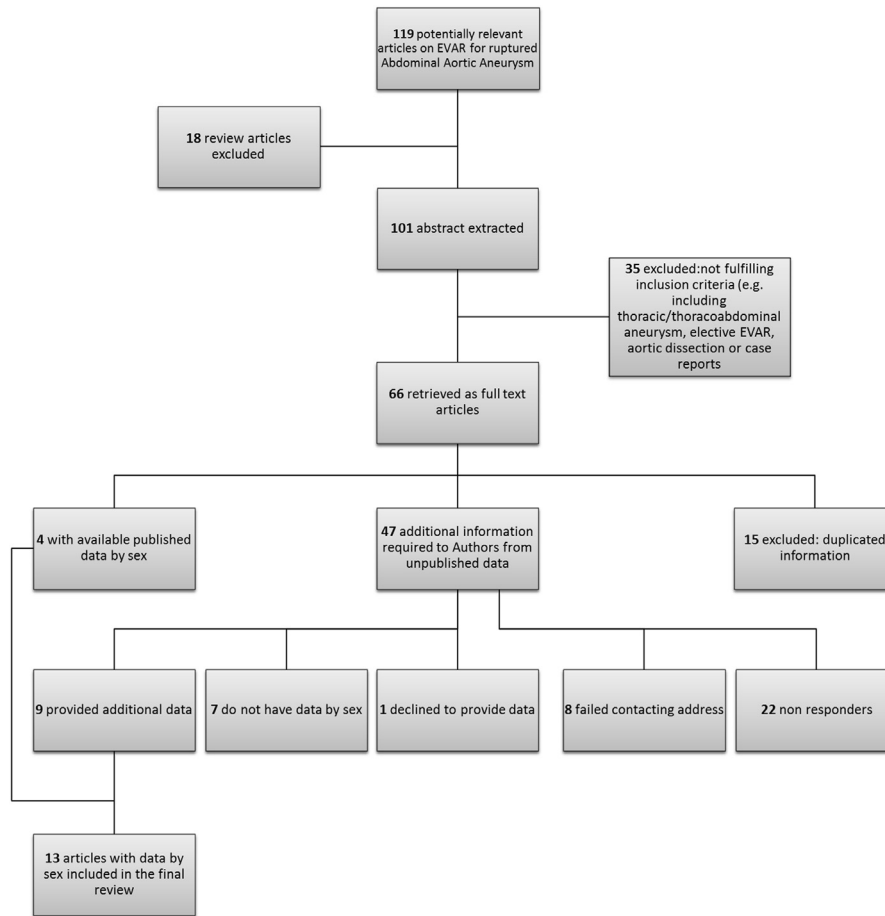 119 potentially relevant
articles on EVAR for ruptured
Abdominal Aortic Aneurysm
18 review articles
excluded
101 abstract extracted
35 excluded:not fulfilling
inclusion criteria (e.g.
including
thoracic/thoracoabdominal
aneurysm, elective EVAR,
aortic dissection or case
reports
66 retrieved as full text
articles
4 with available published
data by sex
47 additional information
required to Authors from
unpublished data
15 excluded: duplicated
information
9 provided additional data
7 do not have data by sex
1 declined to provide data
8 failed contacting address
22 non responders
13 articles with data by
sex included in the final
review